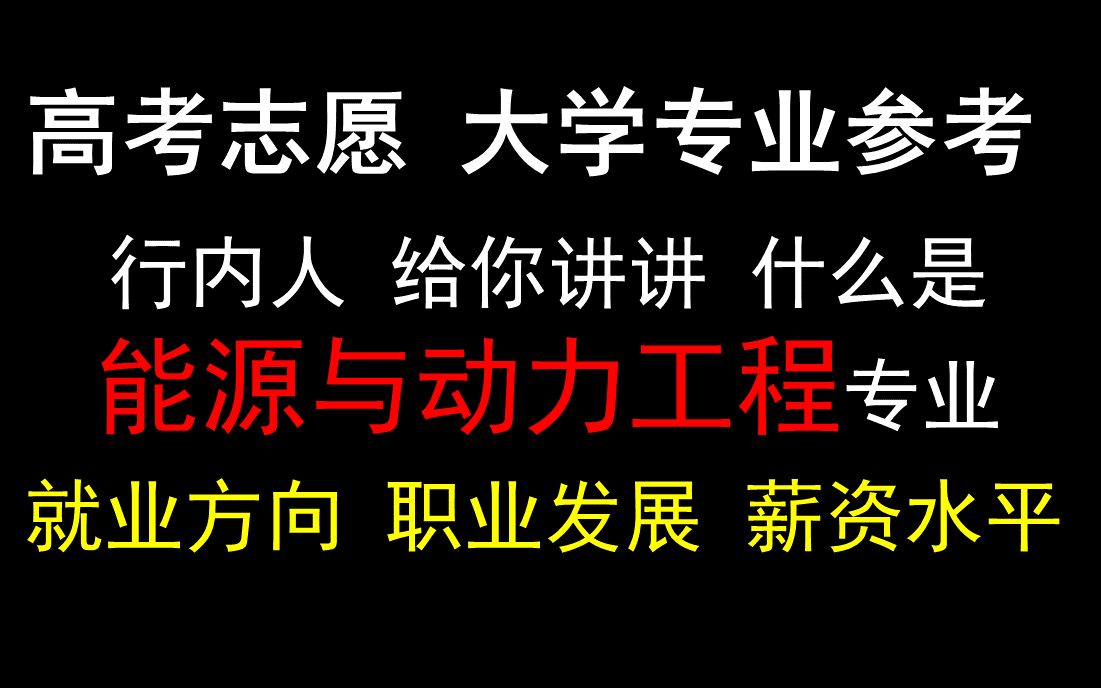 高考志愿 大学专业参考
行内人 给你讲讲 什么是
能源与动力工程专业
就业方向 职业发展 薪资水平